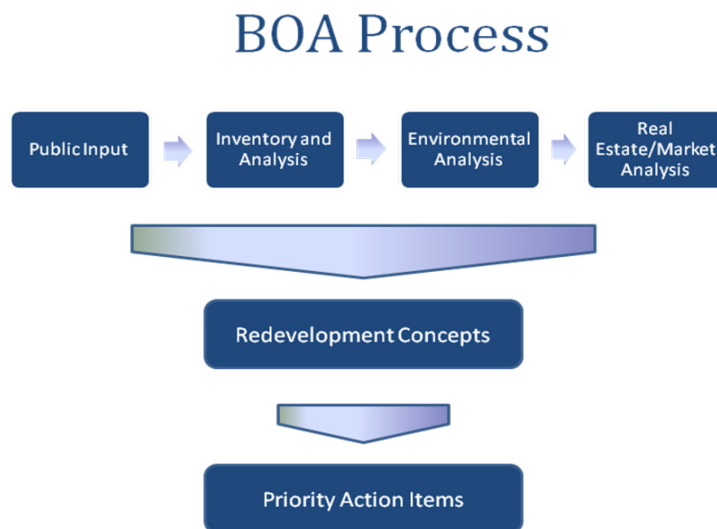 BOA Process
Public Input
Inventory and
Analysis
Environmental
Analysis
Real
Estate/Market
Analysis
Redevelopment Concepts
Priority Action Items